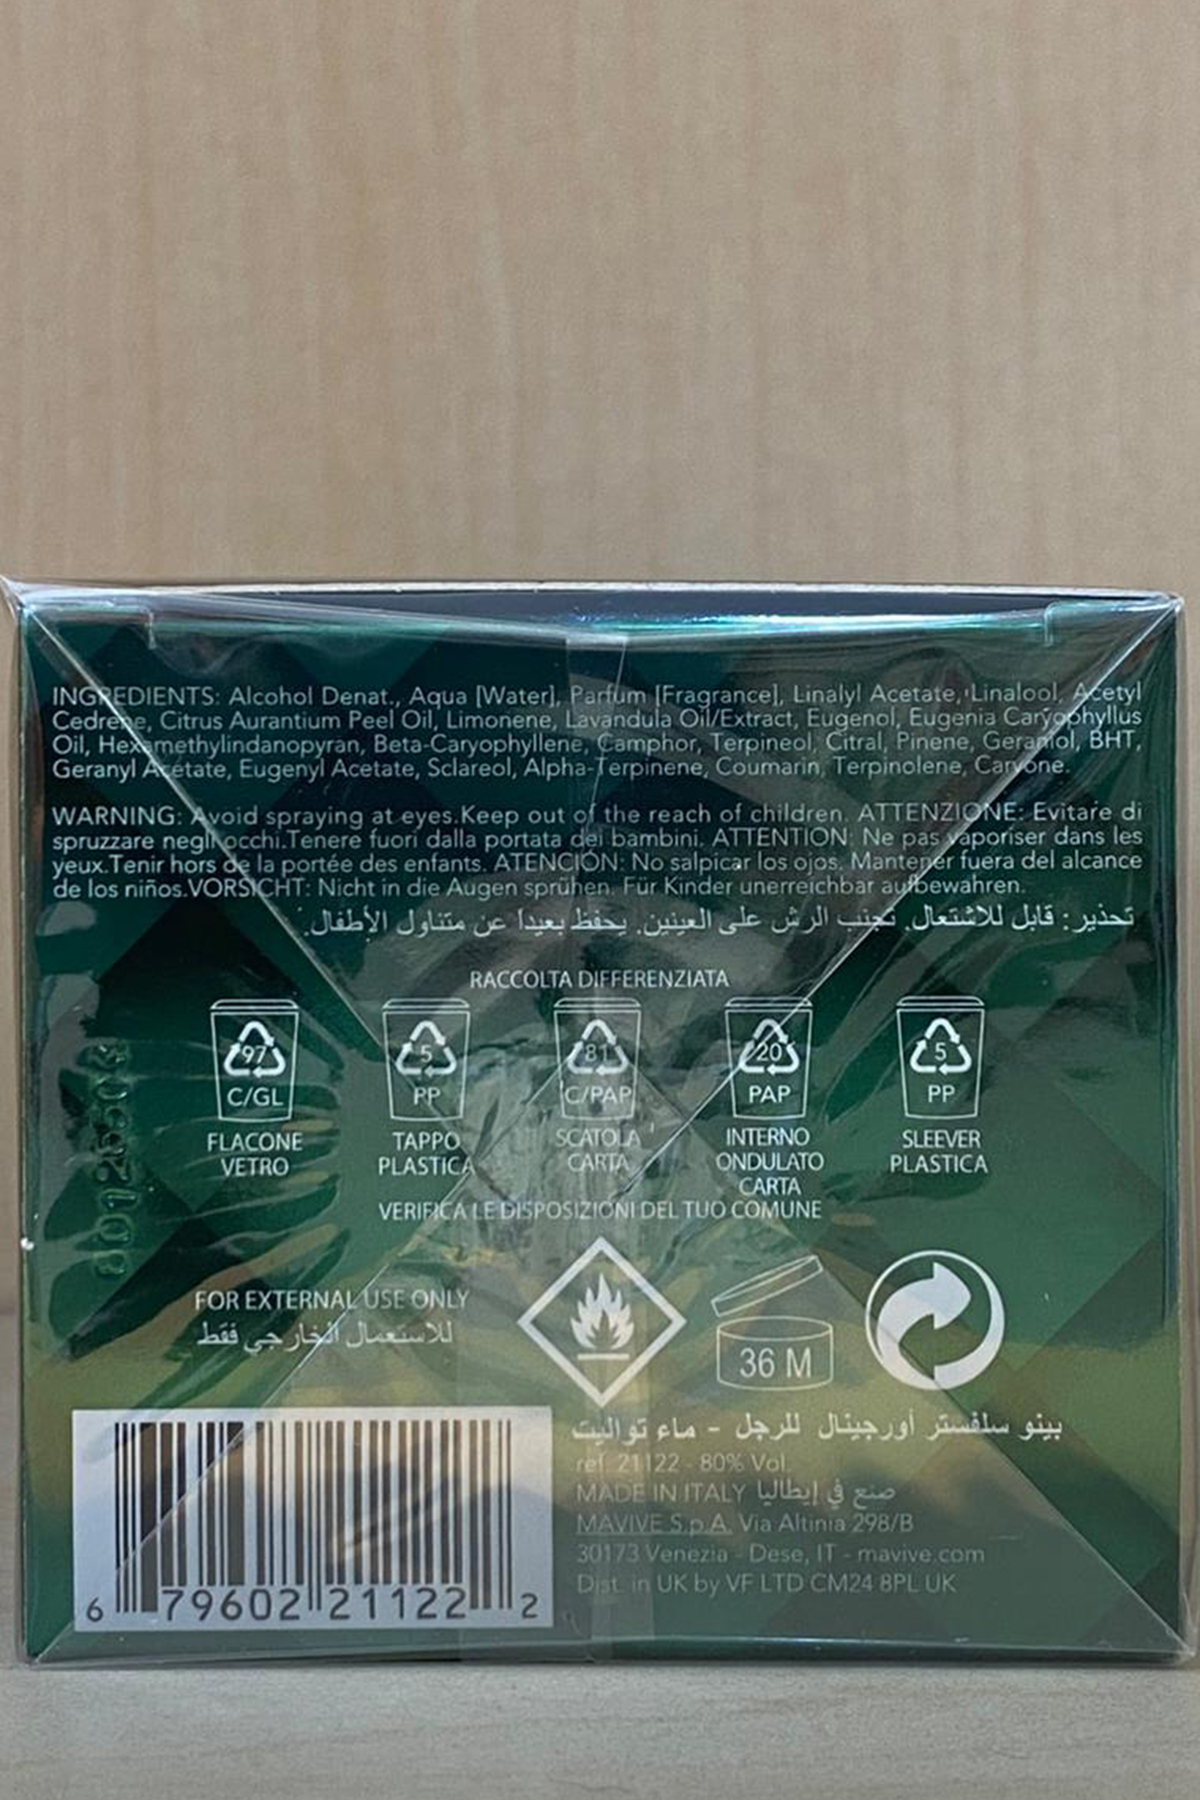 INGREDIENTS: Alcohol Denat., Aqua [Water], Parfum [Fragrance], Linalyl Acetate, Linalool, Acetyl
Cedrene, Citrus Aurantium Peel Oil, Limonene, Lavandula Oil/Extract, Eugenol, Eugenia Caryophyllus
Oil, Hexamethylindanopyran, Beta-Caryophyllene, Camphor, Terpineol, Citral, Pinene, Geraniol, BHT,
Geranyl Acetate, Eugenyl Acetate, Sclareol, Alpha-Terpinene, Coumarin, Terpinolene, Carvone.
WARNING: Avoid spraying at eyes.Keep out of the reach of children. ATTENZIONE: Evitare di
spruzzare negli occhi.Tenere fuori dalla portata dei bambini. ATTENTION: Ne pas vaporiser dans les
yeux.Tenir hors de la portée des enfants. ATENCIÓN: No salpicar los ojos. Mantener fuera del alcance
de los niños.VORSICHT: Nicht in die Augen sprühen. Für Kinder unerreichbar aufbewahren.
تحذير: قابل للاشتعال. تجنب الرش على العينين. يحفظ بعيدا عن متناول الأطفال.
RACCOLTA DIFFERENZIATA
97 5 81 20 5
C/GL PP C/PAP PAP PP
FLACONE TAPPO SCATOLA INTERNO SLEEVER
VETRO PLASTICA CARTA ONDULATO PLASTICA
CARTA
VERIFICA LE DISPOSIZIONI DEL TUO COMUNE
FOR EXTERNAL USE ONLY
للاستعمال الخارجي فقط
36 M
بينو سلفستر أورجينال للرجل - ماء تواليت
ref. 21122 - 80% Vol.
MADE IN ITALY صنع في إيطاليا
MAVIVE S.p.A. Via Altinia 298/B
30173 Venezia - Dese, IT - mavive.com
Dist. in UK by VF LTD CM24 8PL UK
6 79602 21122 2